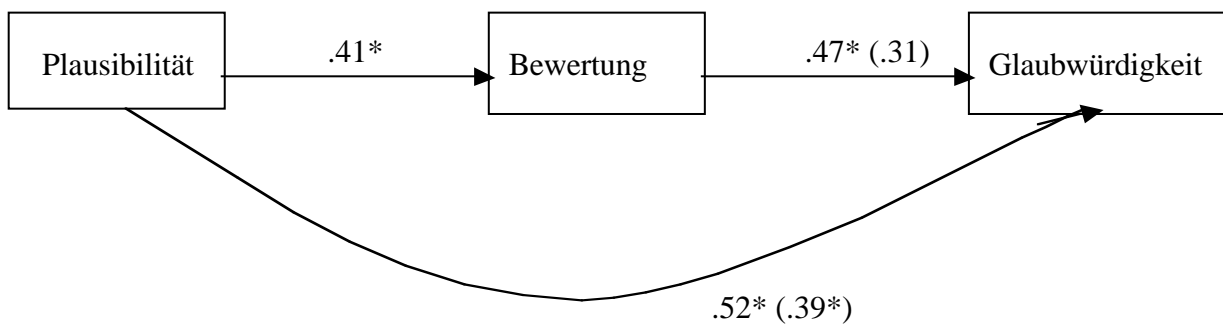 .41*
.47* (.31)
Plausibilität
Bewertung
Glaubwürdigkeit
.52* (.39*)